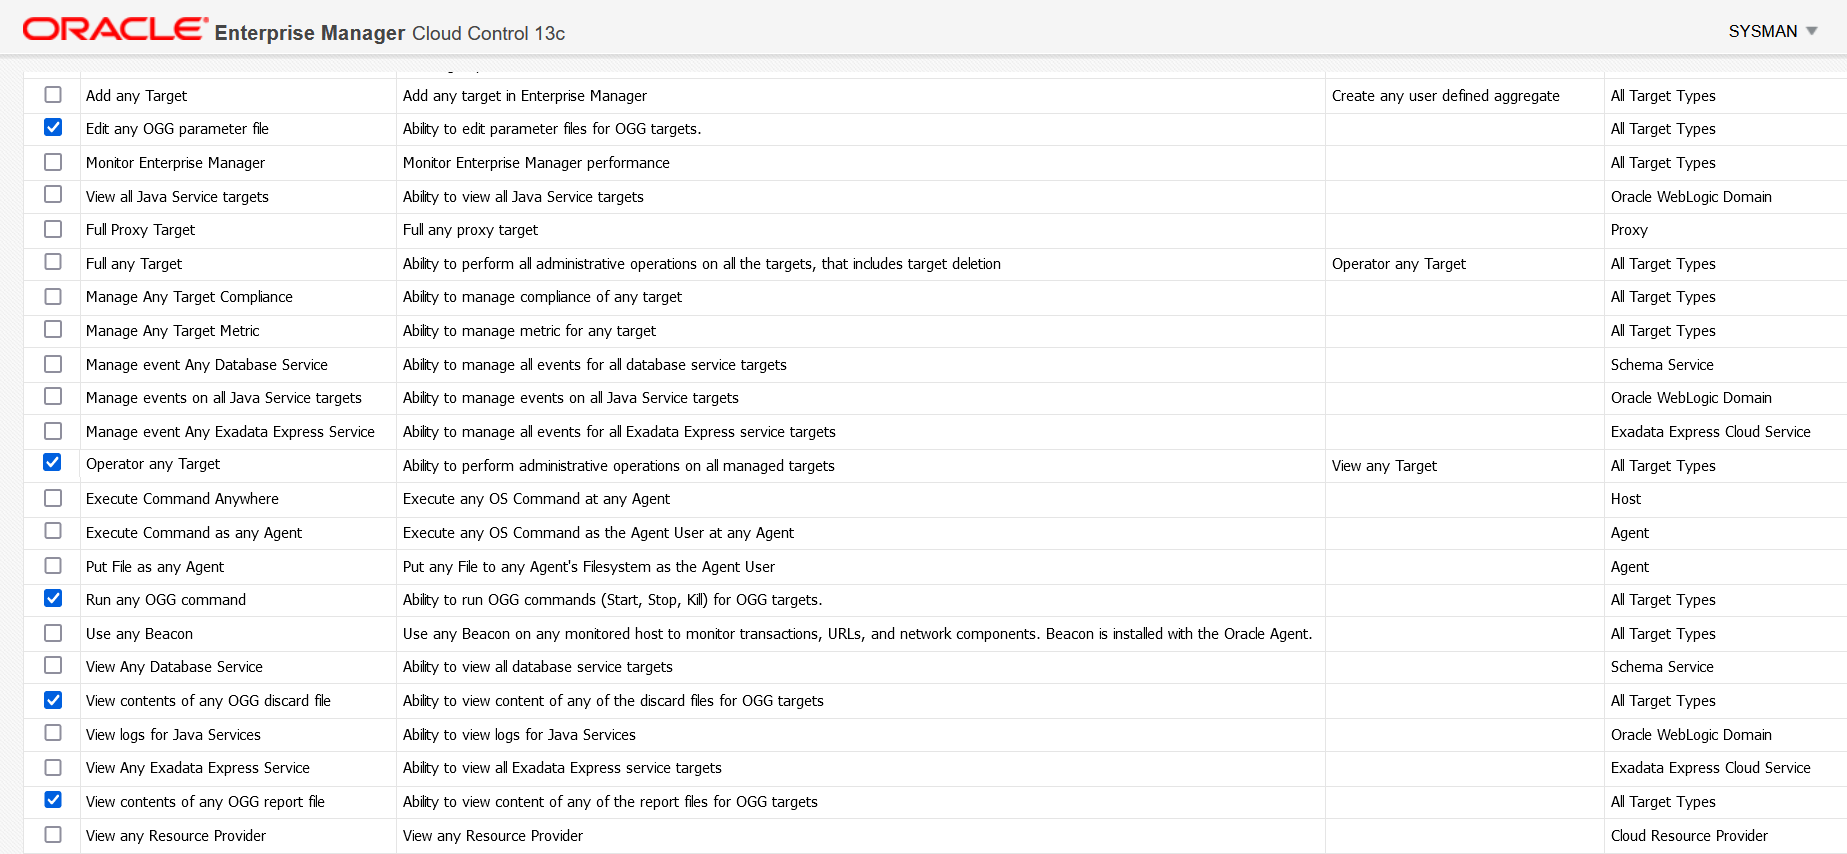 ORACLE Enterprise Manager Cloud Control 13c SYSMAN
Add any Target Add any target in Enterprise Manager Create any user defined aggregate All Target Types
Edit any OGG parameter file Ability to edit parameter files for OGG targets. All Target Types
Monitor Enterprise Manager Monitor Enterprise Manager performance All Target Types
View all Java Service targets Ability to view all Java Service targets Oracle WebLogic Domain
Full Proxy Target Full any proxy target Proxy
Full any Target Ability to perform all administrative operations on all the targets, that includes target deletion Operator any Target All Target Types
Manage Any Target Compliance Ability to manage compliance of any target All Target Types
Manage Any Target Metric Ability to manage metric for any target All Target Types
Manage event Any Database Service Ability to manage all events for all database service targets Schema Service
Manage events on all Java Service targets Ability to manage events on all Java Service targets Oracle WebLogic Domain
Manage event Any Exadata Express Service Ability to manage all events for all Exadata Express service targets Exadata Express Cloud Service
Operator any Target Ability to perform administrative operations on all managed targets View any Target All Target Types
Execute Command Anywhere Execute any OS Command at any Agent Host
Execute Command as any Agent Execute any OS Command as the Agent User at any Agent Agent
Put File as any Agent Put any File to any Agent's Filesystem as the Agent User Agent
Run any OGG command Ability to run OGG commands (Start, Stop, Kill) for OGG targets. All Target Types
Use any Beacon Use any Beacon on any monitored host to monitor transactions, URLs, and network components. Beacon is installed with the Oracle Agent. All Target Types
View Any Database Service Ability to view all database service targets Schema Service
View contents of any OGG discard file Ability to view content of any of the discard files for OGG targets All Target Types
View logs for Java Services Ability to view logs for Java Services Oracle WebLogic Domain
View Any Exadata Express Service Ability to view all Exadata Express service targets Exadata Express Cloud Service
View contents of any OGG report file Ability to view content of any of the report files for OGG targets All Target Types
View any Resource Provider View any Resource Provider Cloud Resource Provider